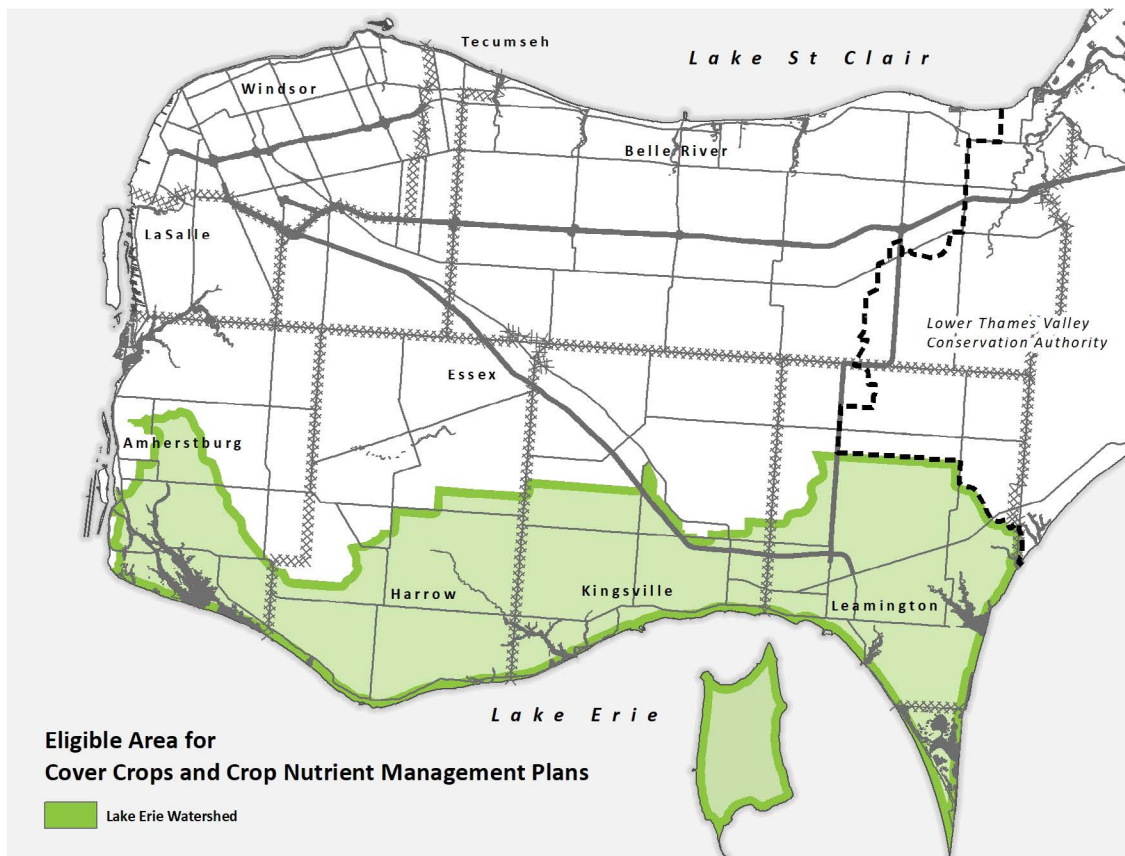 Tecumseh
Lake St Clair
Windsor
Belle River
LaSalle
Lower Thames Valley
Conservation Authority
Essex
Amherstburg
Harrow
Kingsville
Leamington
Lake Erie
Eligible Area for
Cover Crops and Crop Nutrient Management Plans
Lake Erie Watershed